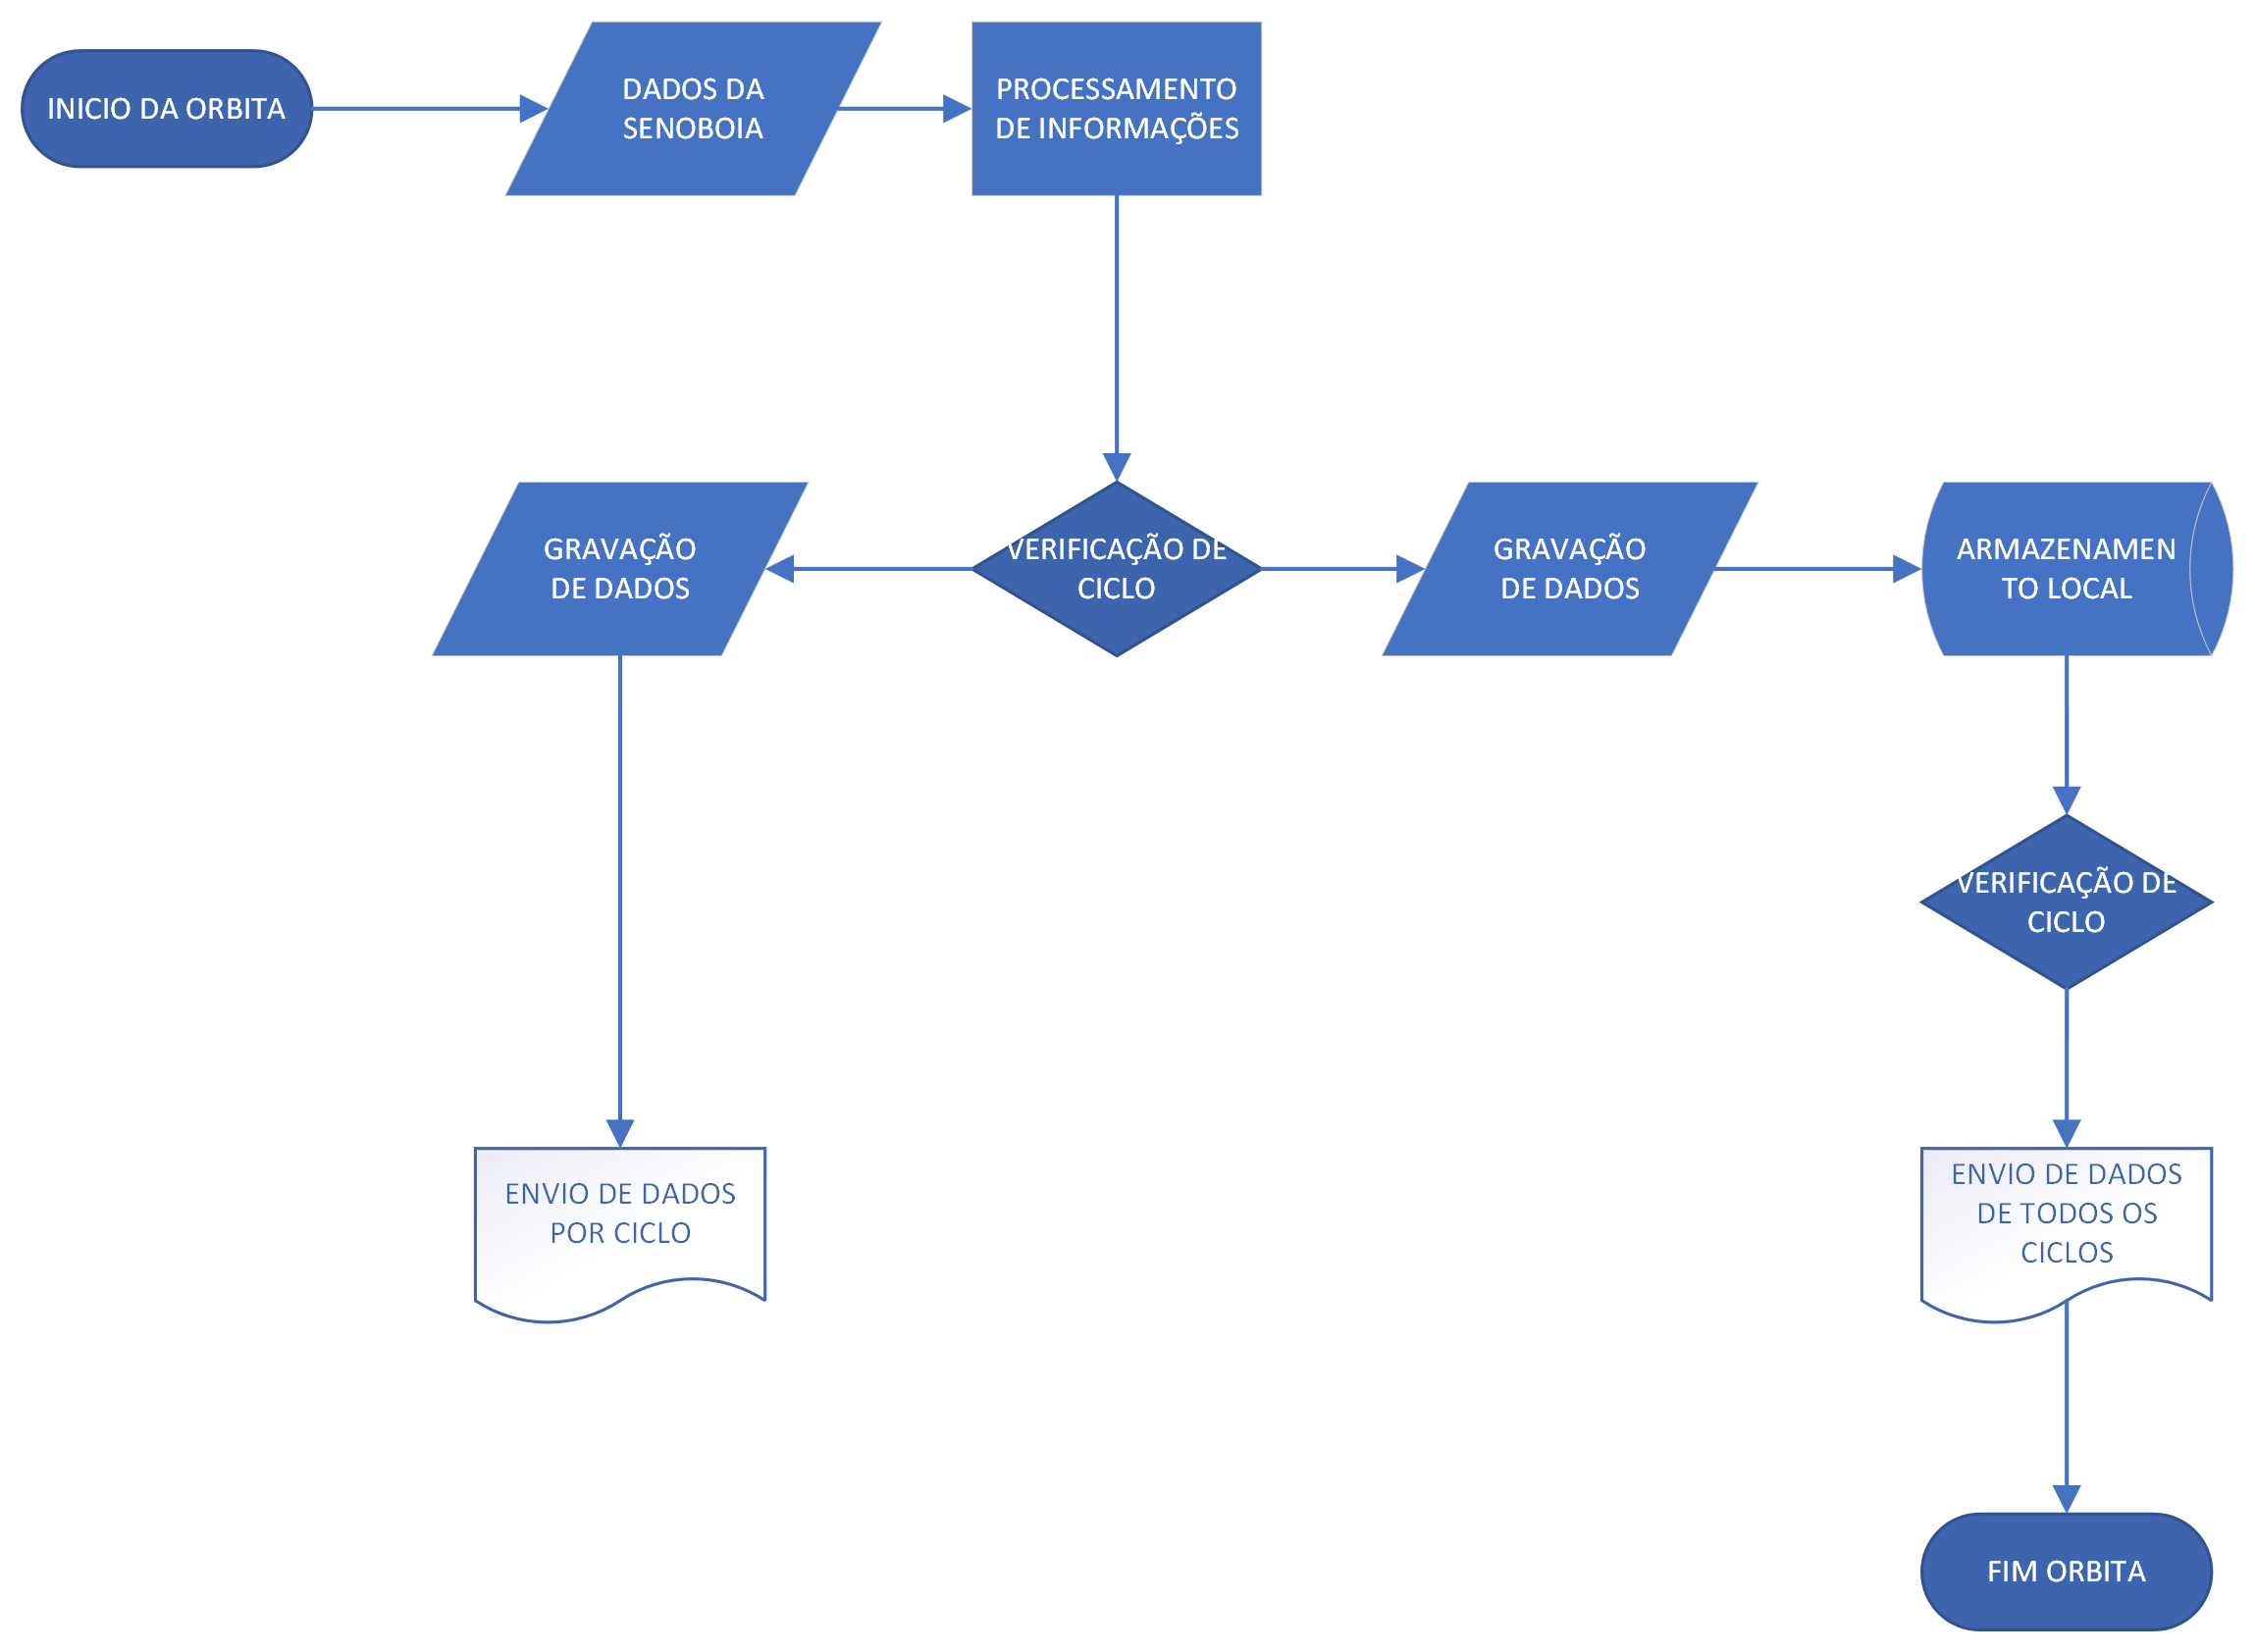 INICIO DA ORBITA
DADOS DA
SENOBOIA
PROCESSAMENTO
DE INFORMAÇÕES
GRAVAÇÃO
DE DADOS
VERIFICAÇÃO DE
CICLO
GRAVAÇÃO
DE DADOS
ARMAZENAMEN
TO LOCAL
VERIFICAÇÃO DE
CICLO
ENVIO DE DADOS
POR CICLO
ENVIO DE DADOS
DE TODOS OS
CICLOS
FIM ORBITA